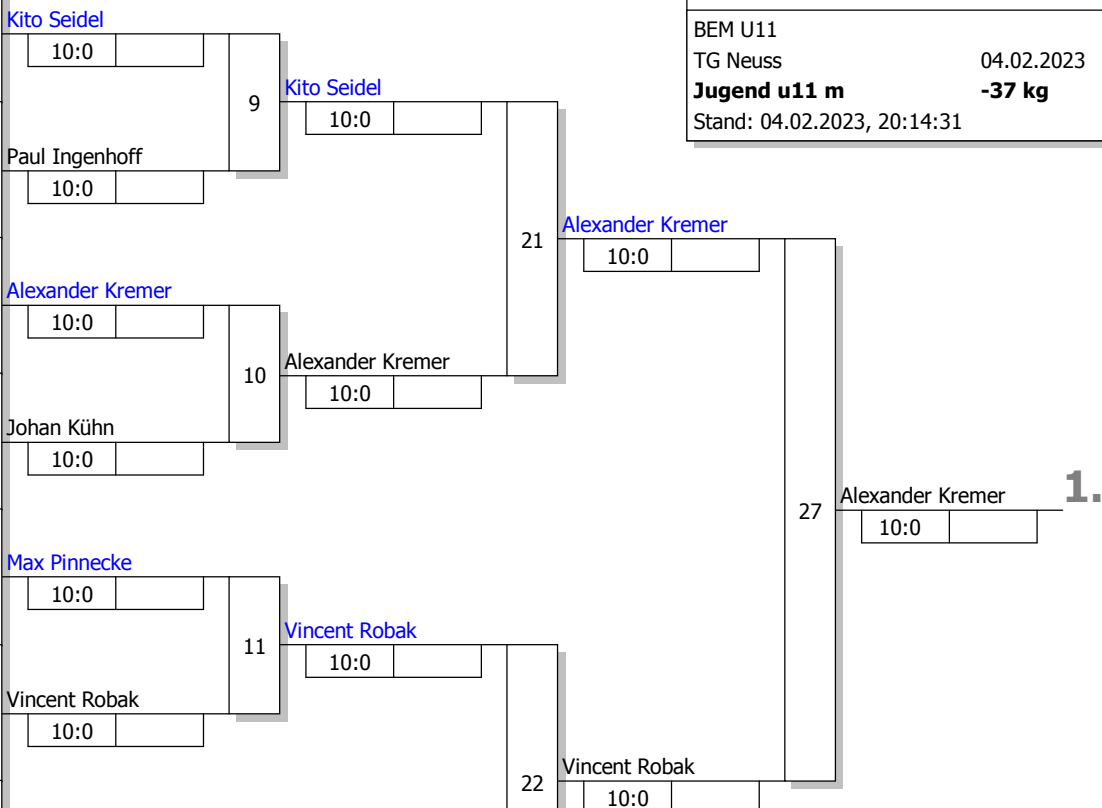 Kito Seidel
10:0
9
Paul Ingenhoff
10:0
Kito Seidel
10:0
BEM U11
TG Neuss 04.02.2023
Jugend u11 m -37 kg
Stand: 04.02.2023, 20:14:31
21
Alexander Kremer
10:0
Alexander Kremer
10:0
10
Johan Kühn
10:0
Alexander Kremer
10:0
27
Alexander Kremer 1.
10:0
Max Pinnecke
10:0
11
Vincent Robak
10:0
Vincent Robak
10:0
22
Vincent Robak
10:0